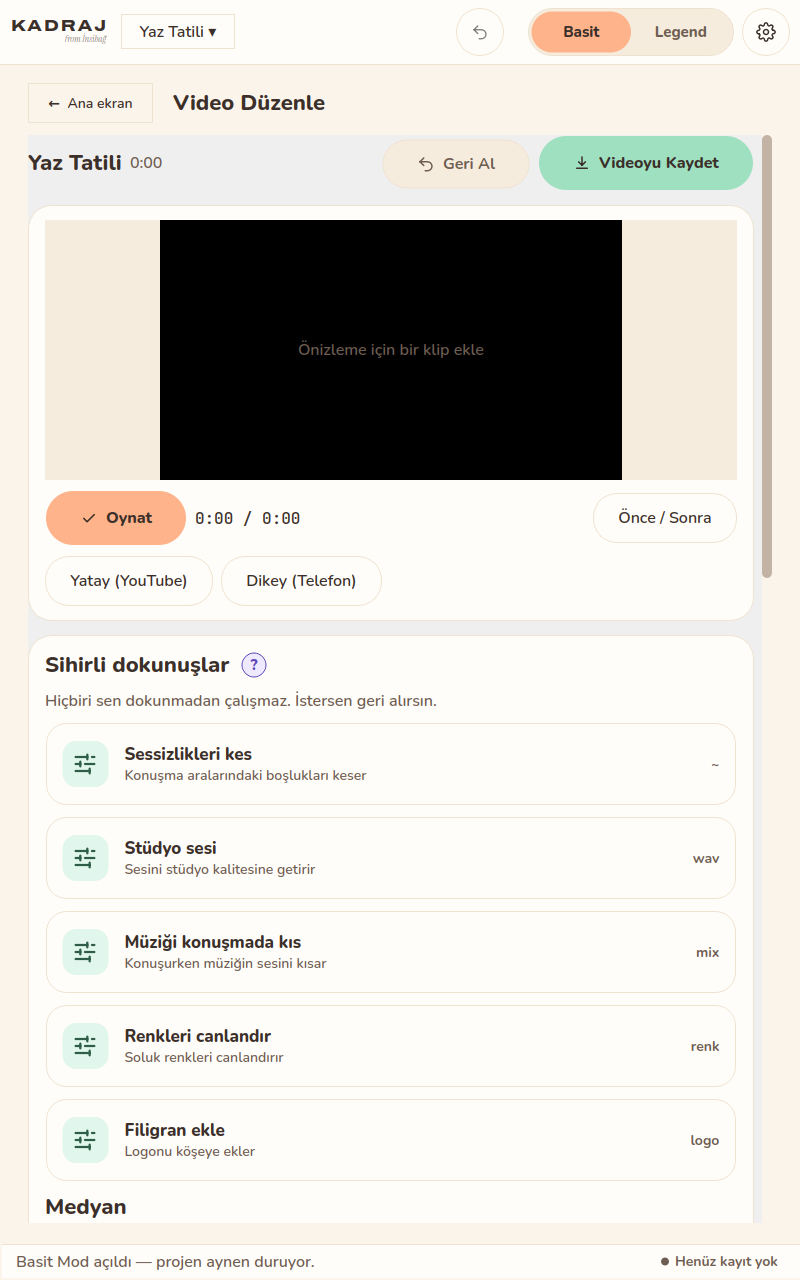 KADRAJ
from İnsibağ
Yaz Tatili ▾
Basit
Legend
← Ana ekran
Video Düzenle
Yaz Tatili 0:00
Geri Al
Videoyu Kaydet
Önizleme için bir klip ekle
Oynat
0:00 / 0:00
Önce / Sonra
Yatay (YouTube)
Dikey (Telefon)
Sihirli dokunuşlar ?
Hiçbiri sen dokunmadan çalışmaz. İstersen geri alırsın.
Sessizlikleri kes
Konuşma aralarındaki boşlukları keser
~
Stüdyo sesi
Sesini stüdyo kalitesine getirir
wav
Müziği konuşmada kıs
Konuşurken müziğin sesini kısar
mix
Renkleri canlandır
Soluk renkleri canlandırır
renk
Filigran ekle
Logonu köşeye ekler
logo
Medyan
Basit Mod açıldı — projen aynen duruyor.
Henüz kayıt yok